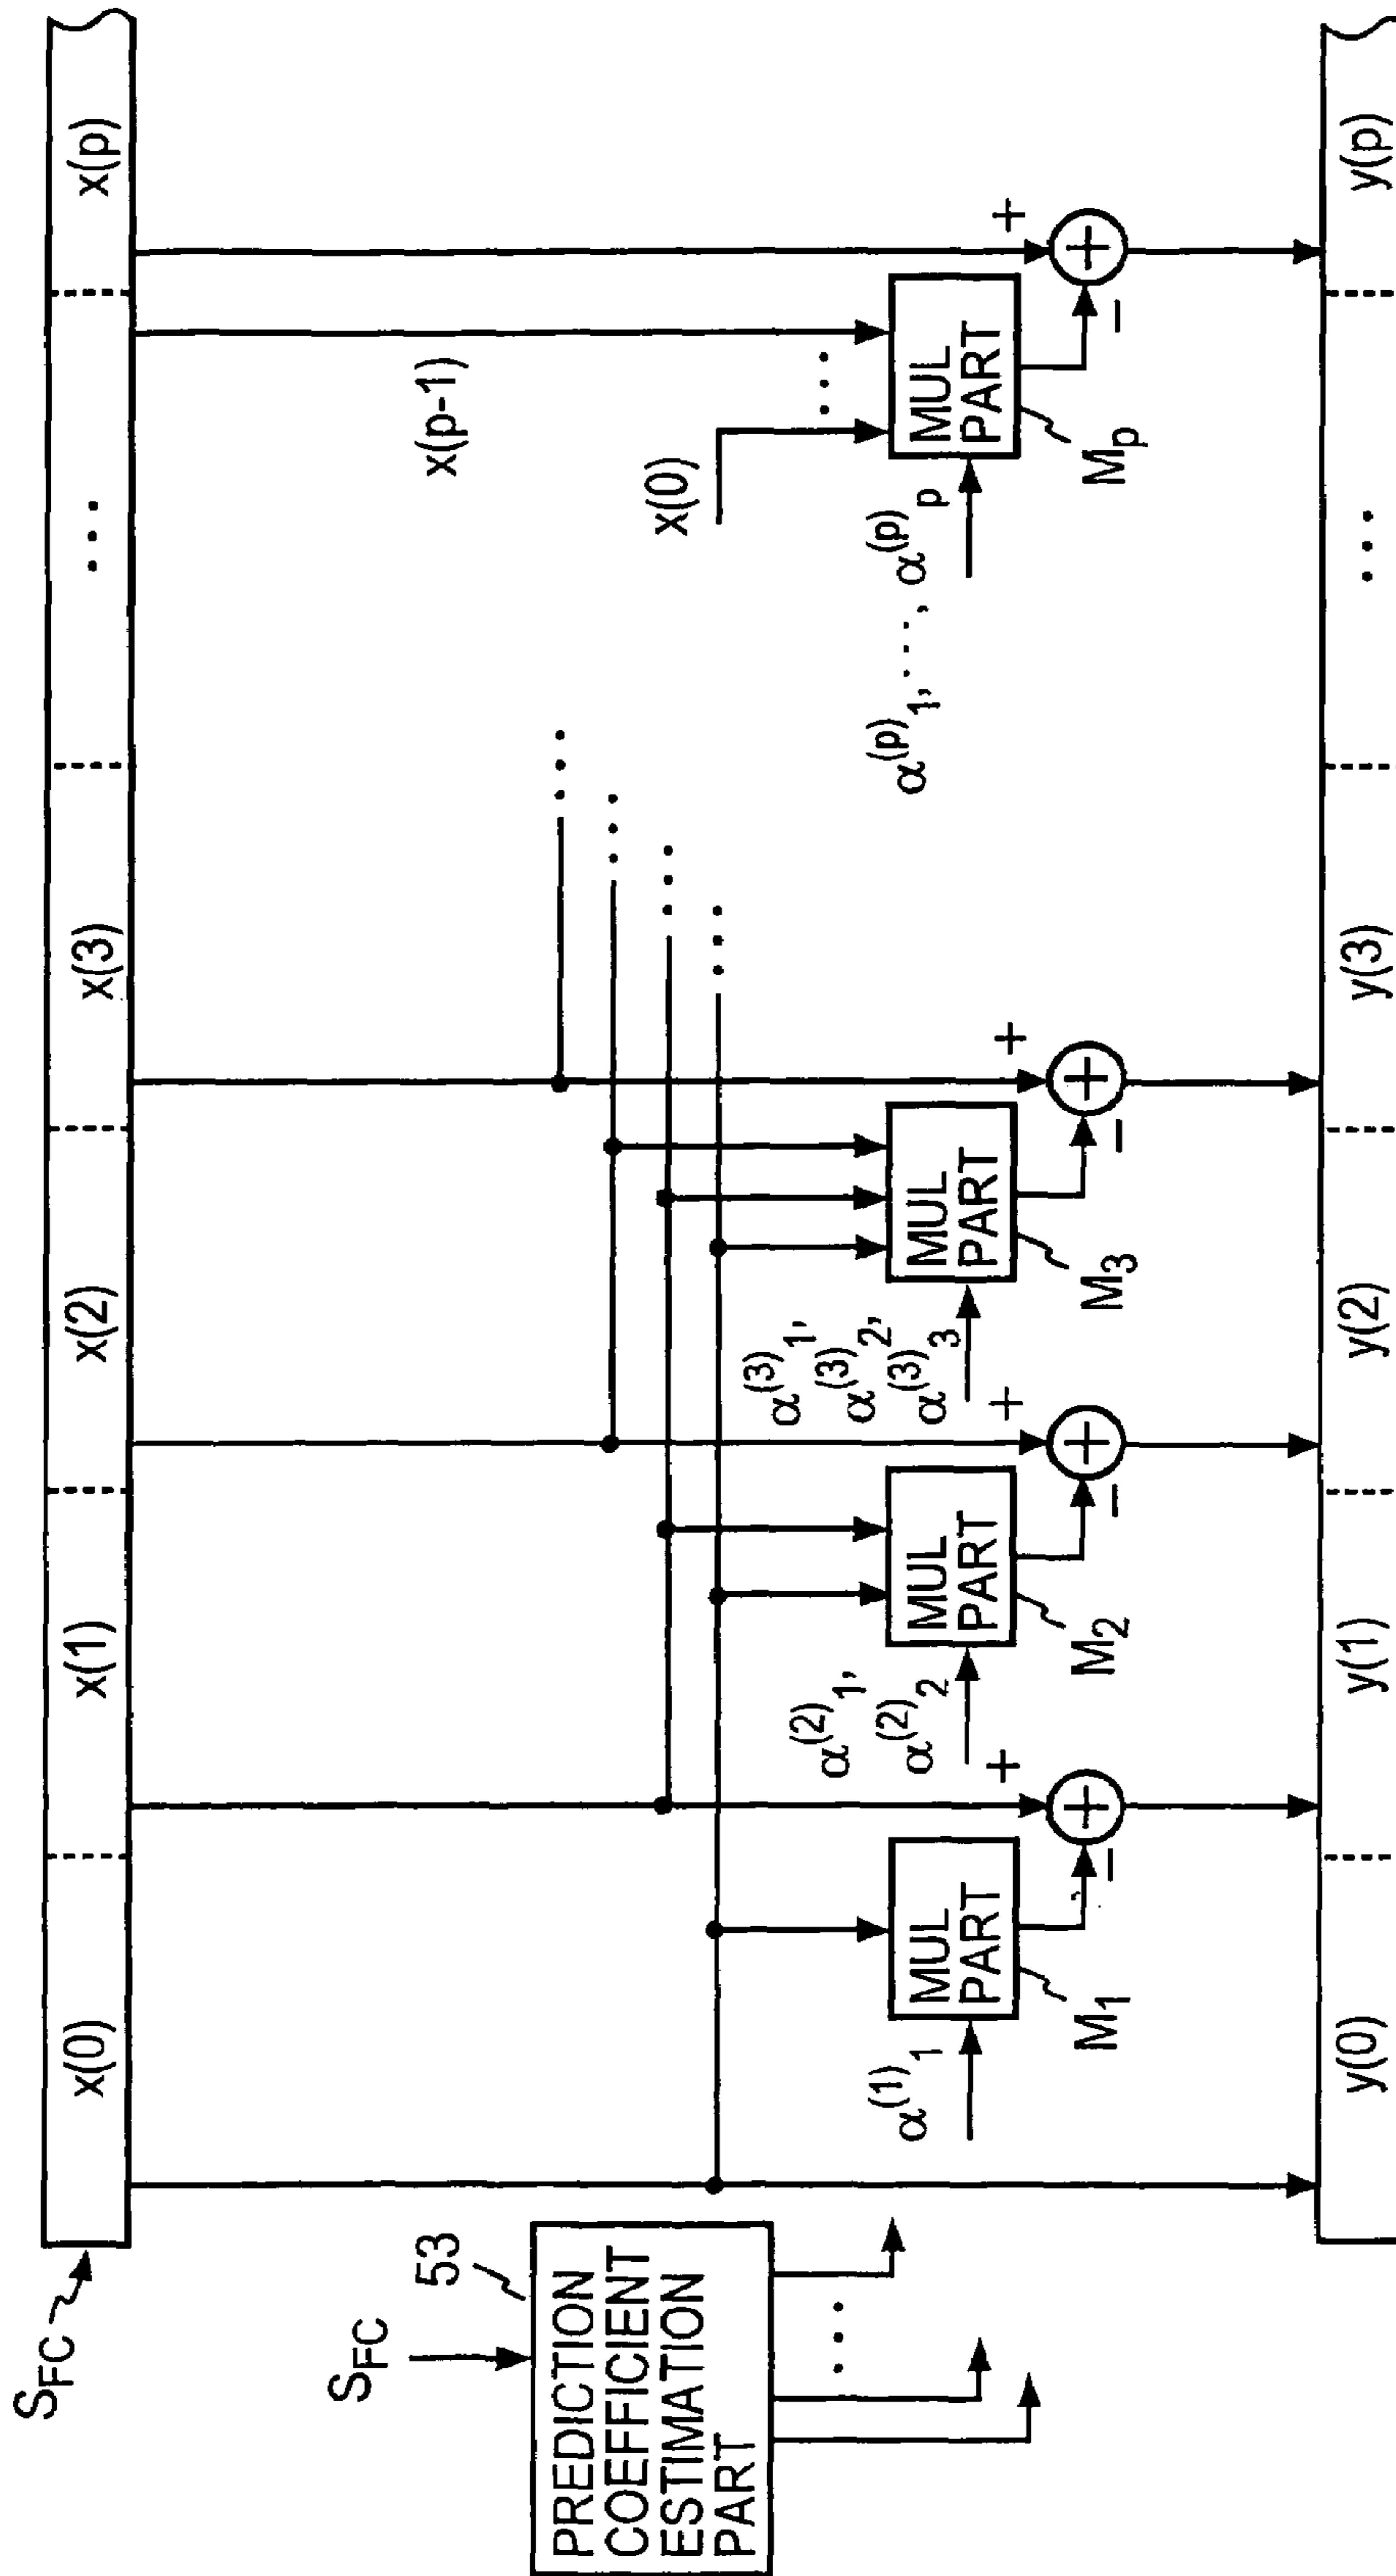 S_FC
x(0) x(1) x(2) x(3) ... x(p)
S_FC
53
PREDICTION
COEFFICIENT
ESTIMATION
PART
...
x(p-1)
x(0)
...
α^(1)_1
MUL
PART
M_1
+
−
+
α^(2)_1,
α^(2)_2
MUL
PART
M_2
+
−
+
α^(3)_1,
α^(3)_2,
α^(3)_3
MUL
PART
M_3
+
−
+
...
...
...
...
α^(p)_1, ..., α^(p)_p
MUL
PART
M_p
+
−
+
y(0) y(1) y(2) y(3) ... y(p)